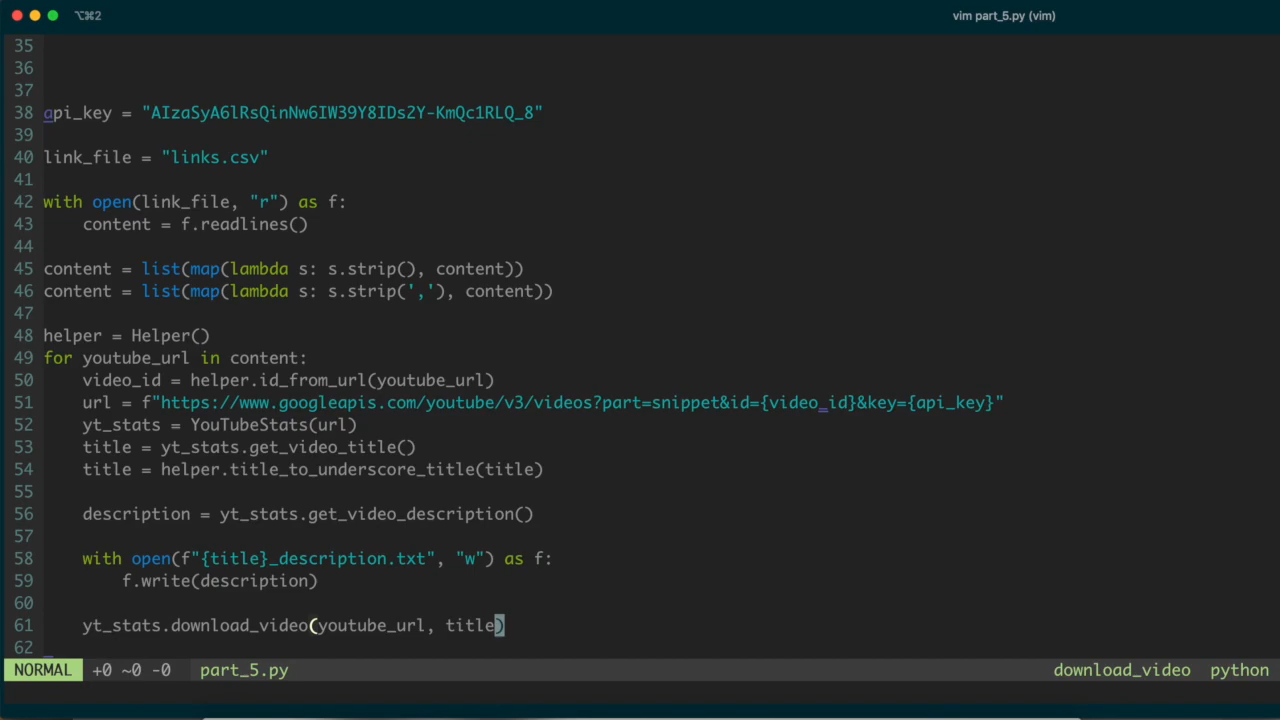 ⌥⌘2
vim part_5.py (vim)
35
36
37
38 api_key = "AIzaSyA6lRsQinNw6IW39Y8IDs2Y-KmQc1RLQ_8"
39
40 link_file = "links.csv"
41
42 with open(link_file, "r") as f:
43     content = f.readlines()
44
45 content = list(map(lambda s: s.strip(), content))
46 content = list(map(lambda s: s.strip(','), content))
47
48 helper = Helper()
49 for youtube_url in content:
50     video_id = helper.id_from_url(youtube_url)
51     url = f"https://www.googleapis.com/youtube/v3/videos?part=snippet&id={video_id}&key={api_key}"
52     yt_stats = YouTubeStats(url)
53     title = yt_stats.get_video_title()
54     title = helper.title_to_underscore_title(title)
55
56     description = yt_stats.get_video_description()
57
58     with open(f"{title}_description.txt", "w") as f:
59         f.write(description)
60
61     yt_stats.download_video(youtube_url, title)
62
NORMAL +0 ~0 -0 part_5.py download_video python